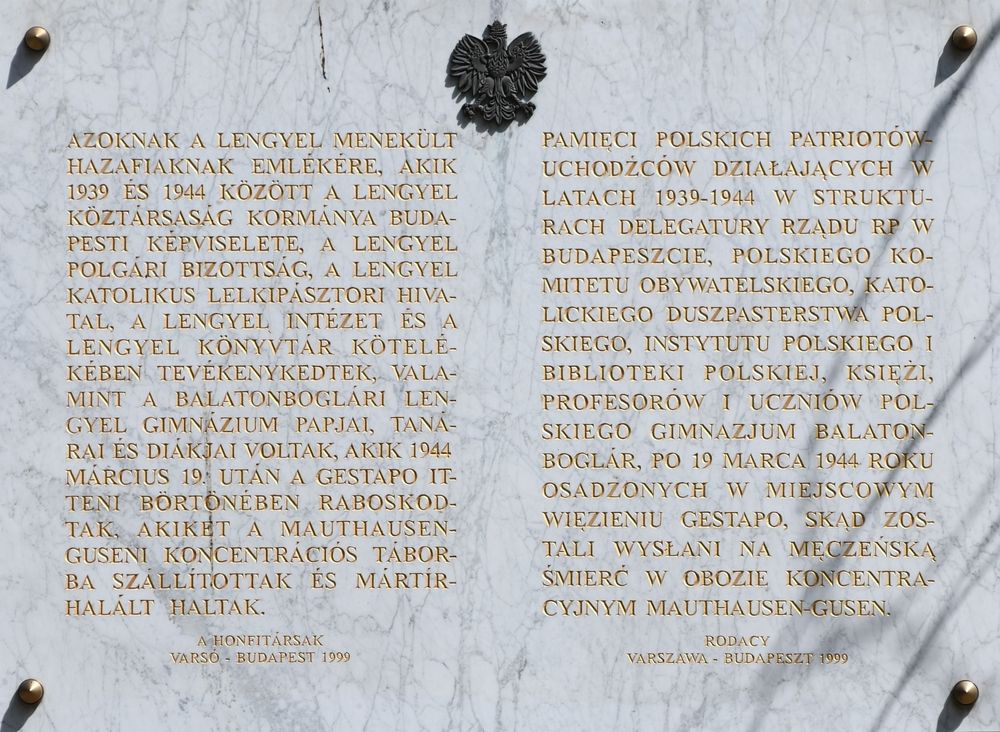 AZOKNAK A LENGYEL MENEKÜLT
HAZAFIAKNAK EMLÉKÉRE, AKIK
1939 ÉS 1944 KÖZÖTT A LENGYEL
KÖZTÁRSASÁG KORMÁNYA BUDA-
PESTI KÉPVISELETE, A LENGYEL
POLGÁRI BIZOTTSÁG, A LENGYEL
KATOLIKUS LELKIPÁSZTORI HIVA-
TAL, A LENGYEL INTÉZET ÉS A
LENGYEL KÖNYVTÁR KÖTELÉ-
KÉBEN TEVÉKENYKEDTEK, VALA-
MINT A BALATONBOGLÁRI LEN-
GYEL GIMNÁZIUM PAPJAI, TANÁ-
RAI ÉS DIÁKJAI VOLTAK, AKIK 1944
MÁRCIUS 19. UTÁN A GESTAPO IT-
TENI BÖRTÖNÉBEN RABOSKOD-
TAK, AKIKET A MAUTHAUSEN-
GUSENI KONCENTRÁCIÓS TÁBOR-
BA SZÁLLÍTOTTAK ÉS MÁRTÍR-
HALÁLT HALTAK.
A HONFITÁRSAK
VARSÓ - BUDAPEST 1999
PAMIĘCI POLSKICH PATRIOTÓW-
UCHODŹCÓW DZIAŁAJĄCYCH W
LATACH 1939-1944 W STRUKTU-
RACH DELEGATURY RZĄDU RP W
BUDAPESZCIE, POLSKIEGO KO-
MITETU OBYWATELSKIEGO, KATO-
LICKIEGO DUSZPASTERSTWA POL-
SKIEGO, INSTYTUTU POLSKIEGO I
BIBLIOTEKI POLSKIEJ, KSIĘŻI,
PROFESORÓW I UCZNIÓW POL-
SKIEGO GIMNAZJUM BALATON-
BOGLÁR, PO 19 MARCA 1944 ROKU
OSADZONYCH W MIEJSCOWYM
WIĘZIENIU GESTAPO, SKĄD ZOS-
TALI WYSŁANI NA MĘCZEŃSKĄ
ŚMIERĆ W OBOZIE KONCENTRA-
CYJNYM MAUTHAUSEN-GUSEN.
RODACY
VARSZAWA - BUDAPESZT 1999